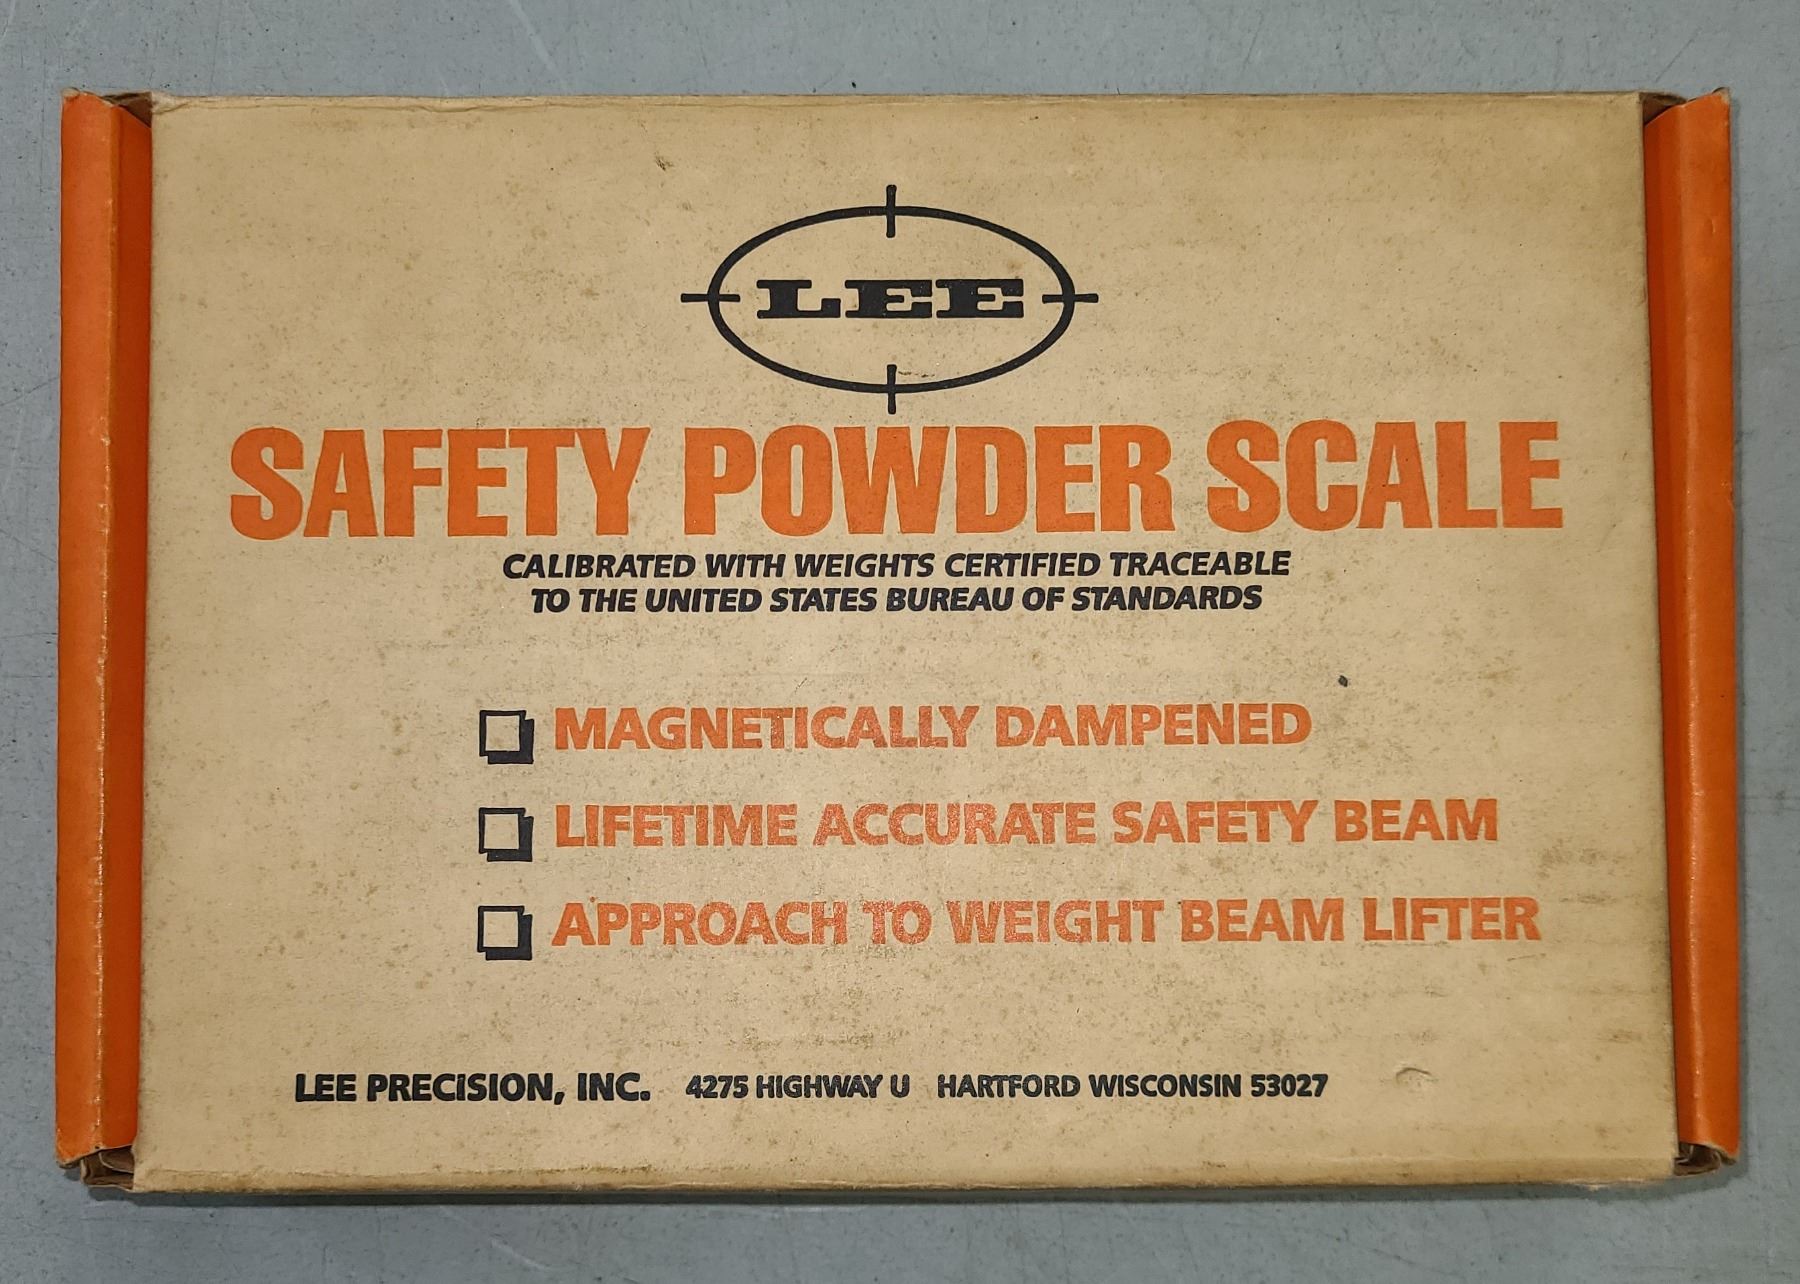 LEE
SAFETY POWDER SCALE
CALIBRATED WITH WEIGHTS CERTIFIED TRACEABLE
TO THE UNITED STATES BUREAU OF STANDARDS
MAGNETICALLY DAMPENED
LIFETIME ACCURATE SAFETY BEAM
APPROACH TO WEIGHT BEAM LIFTER
LEE PRECISION, INC. 4275 HIGHWAY U HARTFORD WISCONSIN 53027